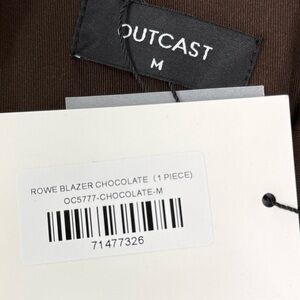 OUTCAST
M
ROWE BLAZER CHOCOLATE (1 PIECE)
OC5777-CHOCOLATE-M
71477326